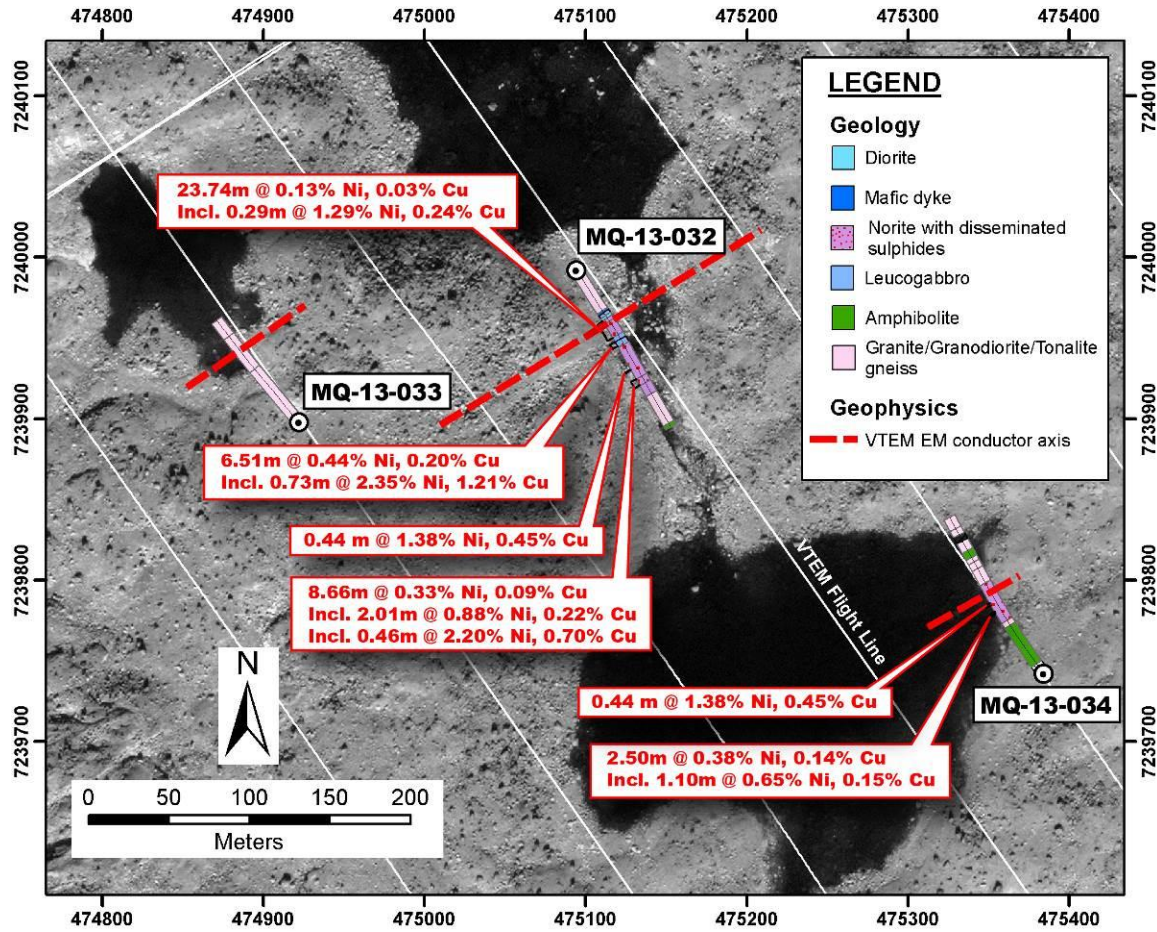 474800 474900 475000 475100 475200 475300 475400
7240100
7240000
7239900
7239800
7239700
7240100
7240000
7239900
7239800
7239700
LEGEND
Geology
Diorite
Mafic dyke
Norite with disseminated
sulphides
Leucogabbro
Amphibolite
Granite/Granodiorite/Tonalite
gneiss
Geophysics
VTEM EM conductor axis
23.74m @ 0.13% Ni, 0.03% Cu
Incl. 0.29m @ 1.29% Ni, 0.24% Cu
MQ-13-032
MQ-13-033
6.51m @ 0.44% Ni, 0.20% Cu
Incl. 0.73m @ 2.35% Ni, 1.21% Cu
0.44 m @ 1.38% Ni, 0.45% Cu
8.66m @ 0.33% Ni, 0.09% Cu
Incl. 2.01m @ 0.88% Ni, 0.22% Cu
Incl. 0.46m @ 2.20% Ni, 0.70% Cu
VTEM Flight Line
0.44 m @ 1.38% Ni, 0.45% Cu
MQ-13-034
2.50m @ 0.38% Ni, 0.14% Cu
Incl. 1.10m @ 0.65% Ni, 0.15% Cu
N
0 50 100 150 200
Meters
474800 474900 475000 475100 475200 475300 475400